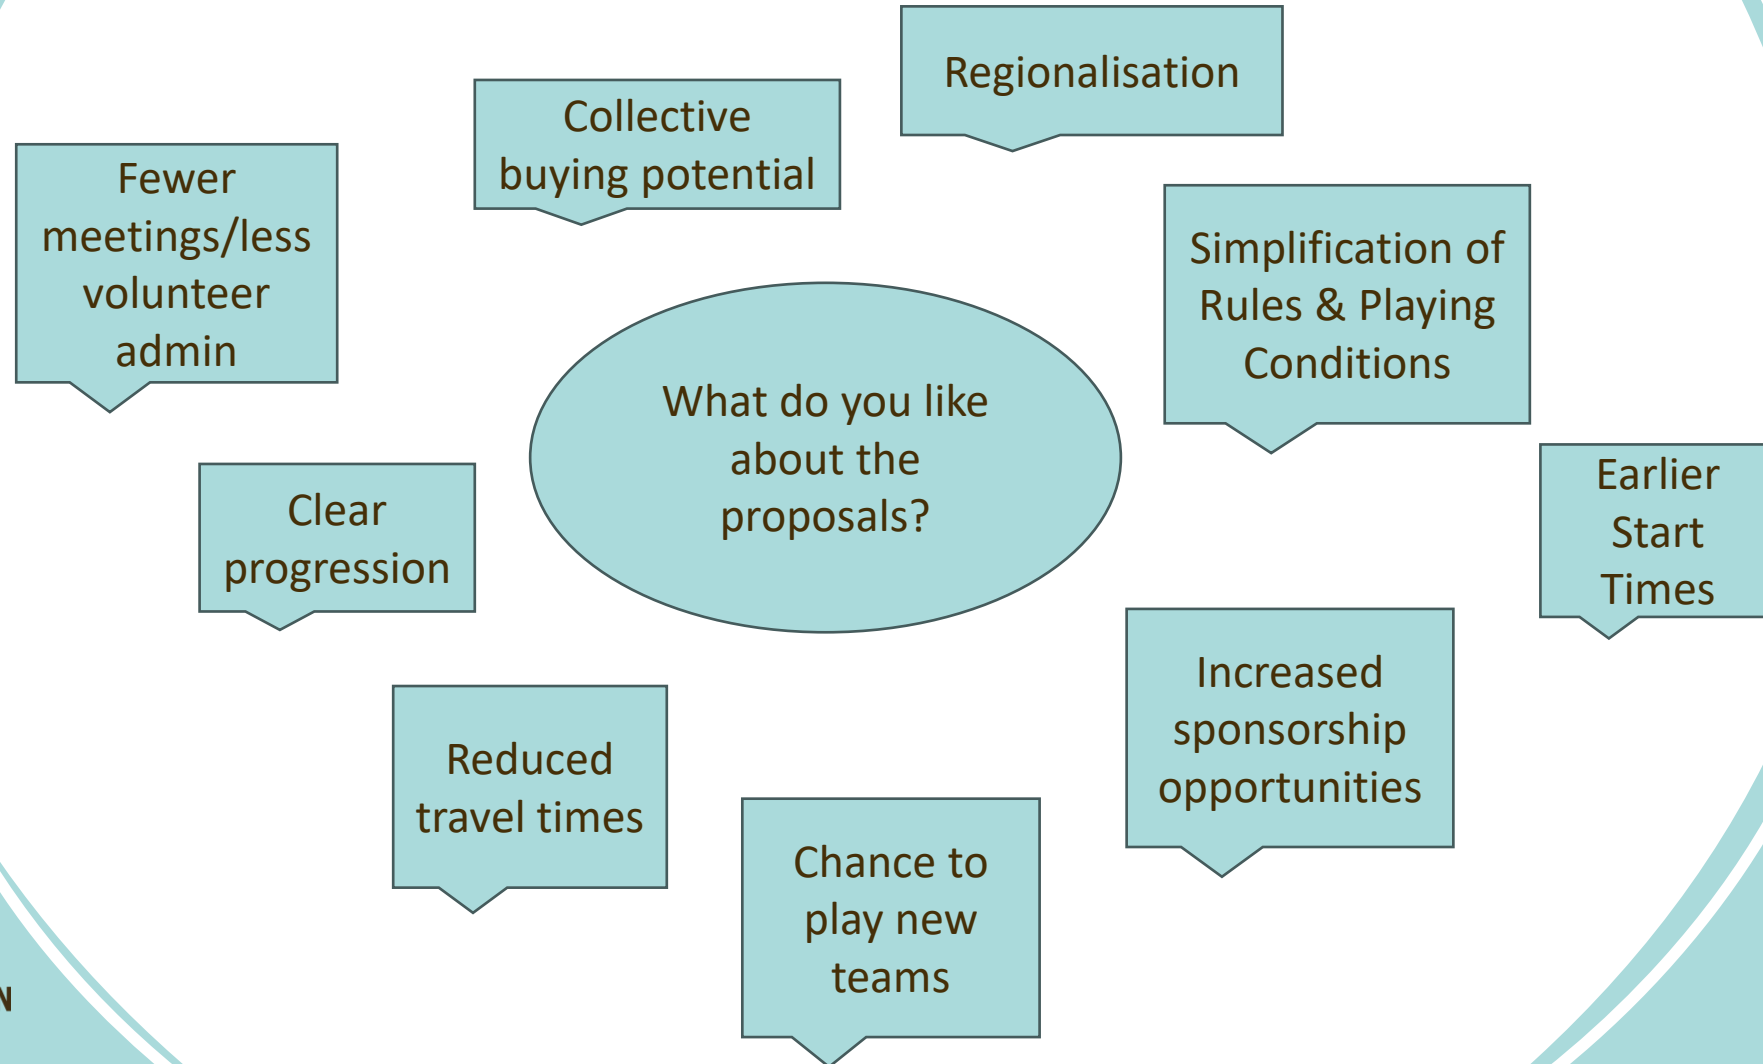 Regionalisation
Collective
buying potential
Fewer
meetings/less
volunteer
admin
Simplification of
Rules & Playing
Conditions
What do you like
about the
proposals?
Earlier
Start
Times
Clear
progression
Increased
sponsorship
opportunities
Reduced
travel times
Chance to
play new
teams